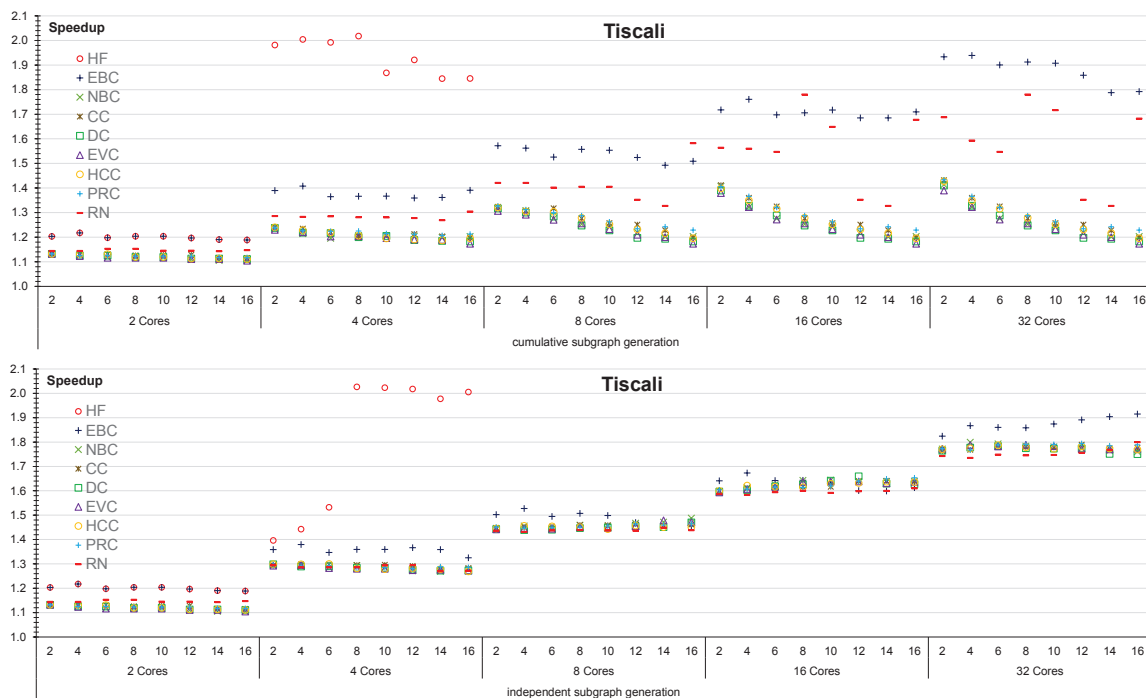 2.1
Speedup
Tiscali
2.0
HF
1.9
EBC
1.8
NBC
1.7
CC
1.6
DC
1.5
EVC
1.4
HCC
1.3
PRC
1.2
RN
1.1
1.0
2 4 6 8 10 12 14 16 2 4 6 8 10 12 14 16 2 4 6 8 10 12 14 16 2 4 6 8 10 12 14 16 2 4 6 8 10 12 14 16
2 Cores 4 Cores 8 Cores 16 Cores 32 Cores
cumulative subgraph generation
2.1
Speedup
Tiscali
2.0
HF
1.9
EBC
1.8
NBC
1.7
CC
1.6
DC
1.5
EVC
1.4
HCC
1.3
PRC
1.2
RN
1.1
1.0
2 4 6 8 10 12 14 16 2 4 6 8 10 12 14 16 2 4 6 8 10 12 14 16 2 4 6 8 10 12 14 16 2 4 6 8 10 12 14 16
2 Cores 4 Cores 8 Cores 16 Cores 32 Cores
independent subgraph generation